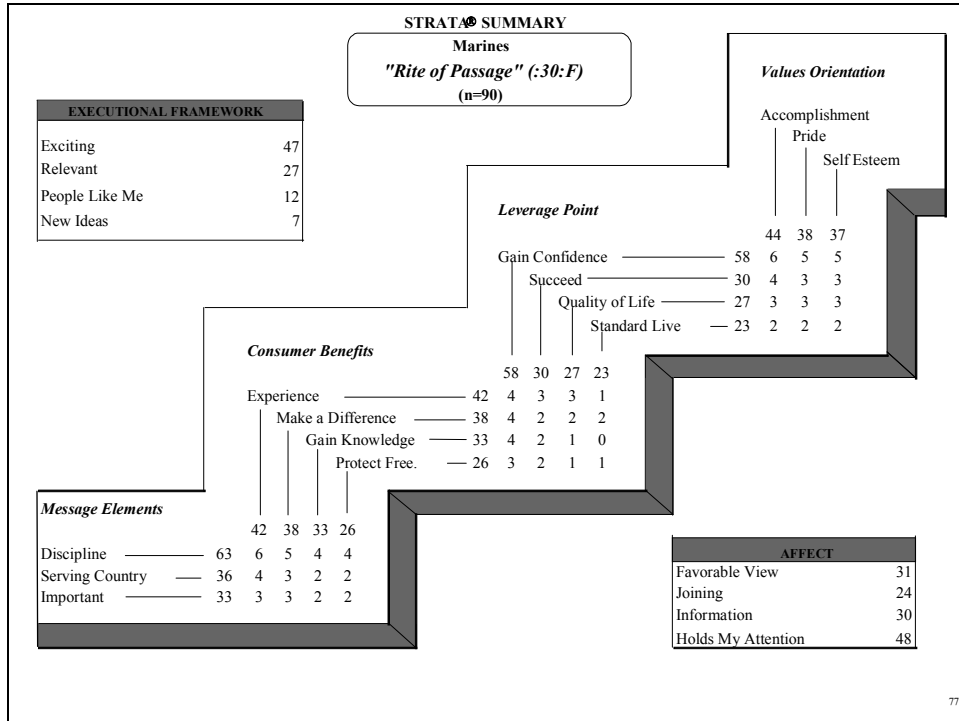 STRATA® SUMMARY
Marines
"Rite of Passage" (:30:F)
(n=90)
Values Orientation
EXECUTIONAL FRAMEWORK
Exciting 47
Relevant 27
People Like Me 12
New Ideas 7
Accomplishment
Pride
Self Esteem
Leverage Point
44 38 37
Gain Confidence 58 6 5 5
Succeed 30 4 3 3
Quality of Life 27 3 3 3
Standard Live 23 2 2 2
Consumer Benefits
58 30 27 23
Experience 42 4 3 3 1
Make a Difference 38 4 2 2 2
Gain Knowledge 33 4 2 1 0
Protect Free. 26 3 2 1 1
Message Elements
42 38 33 26
Discipline 63 6 5 4 4
Serving Country 36 4 3 2 2
Important 33 3 3 2 2
AFFECT
Favorable View 31
Joining 24
Information 30
Holds My Attention 48
77